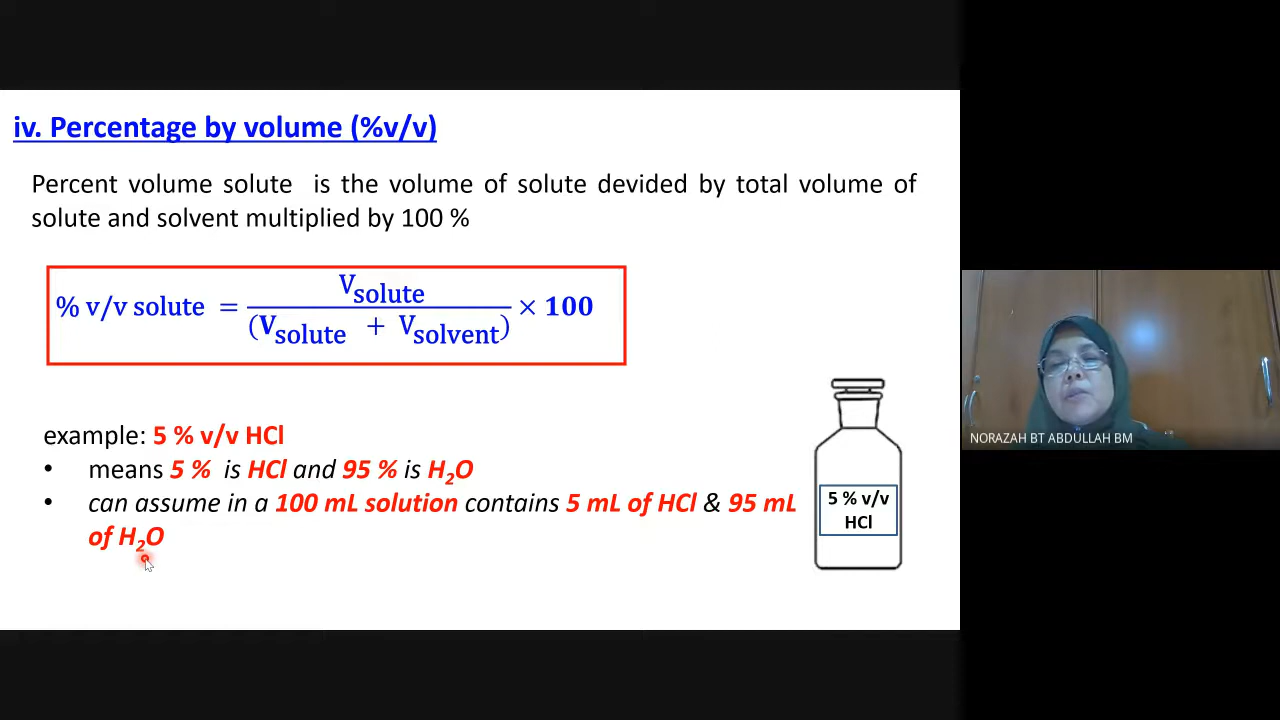 iv. Percentage by volume (%v/v)
Percent volume solute is the volume of solute devided by total volume of
solute and solvent multiplied by 100 %
% v/v solute = V_solute / (V_solute + V_solvent) × 100
example: 5 % v/v HCl
• means 5 % is HCl and 95 % is H₂O
• can assume in a 100 mL solution contains 5 mL of HCl & 95 mL
of H₂O
5 % v/v
HCl
NORAZAH BT ABDULLAH BM